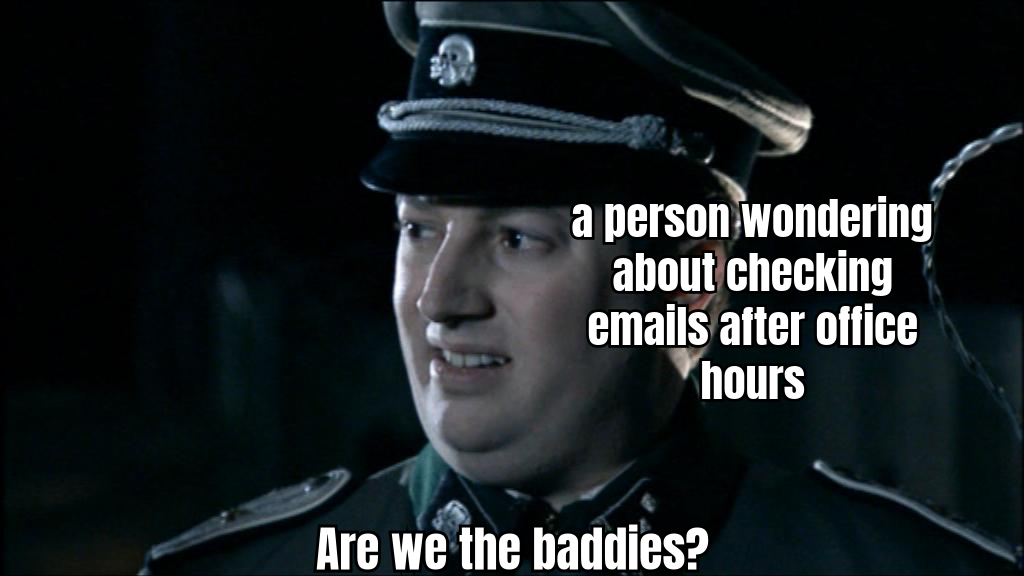 a person wondering
about checking
emails after office
hours
Are we the baddies?